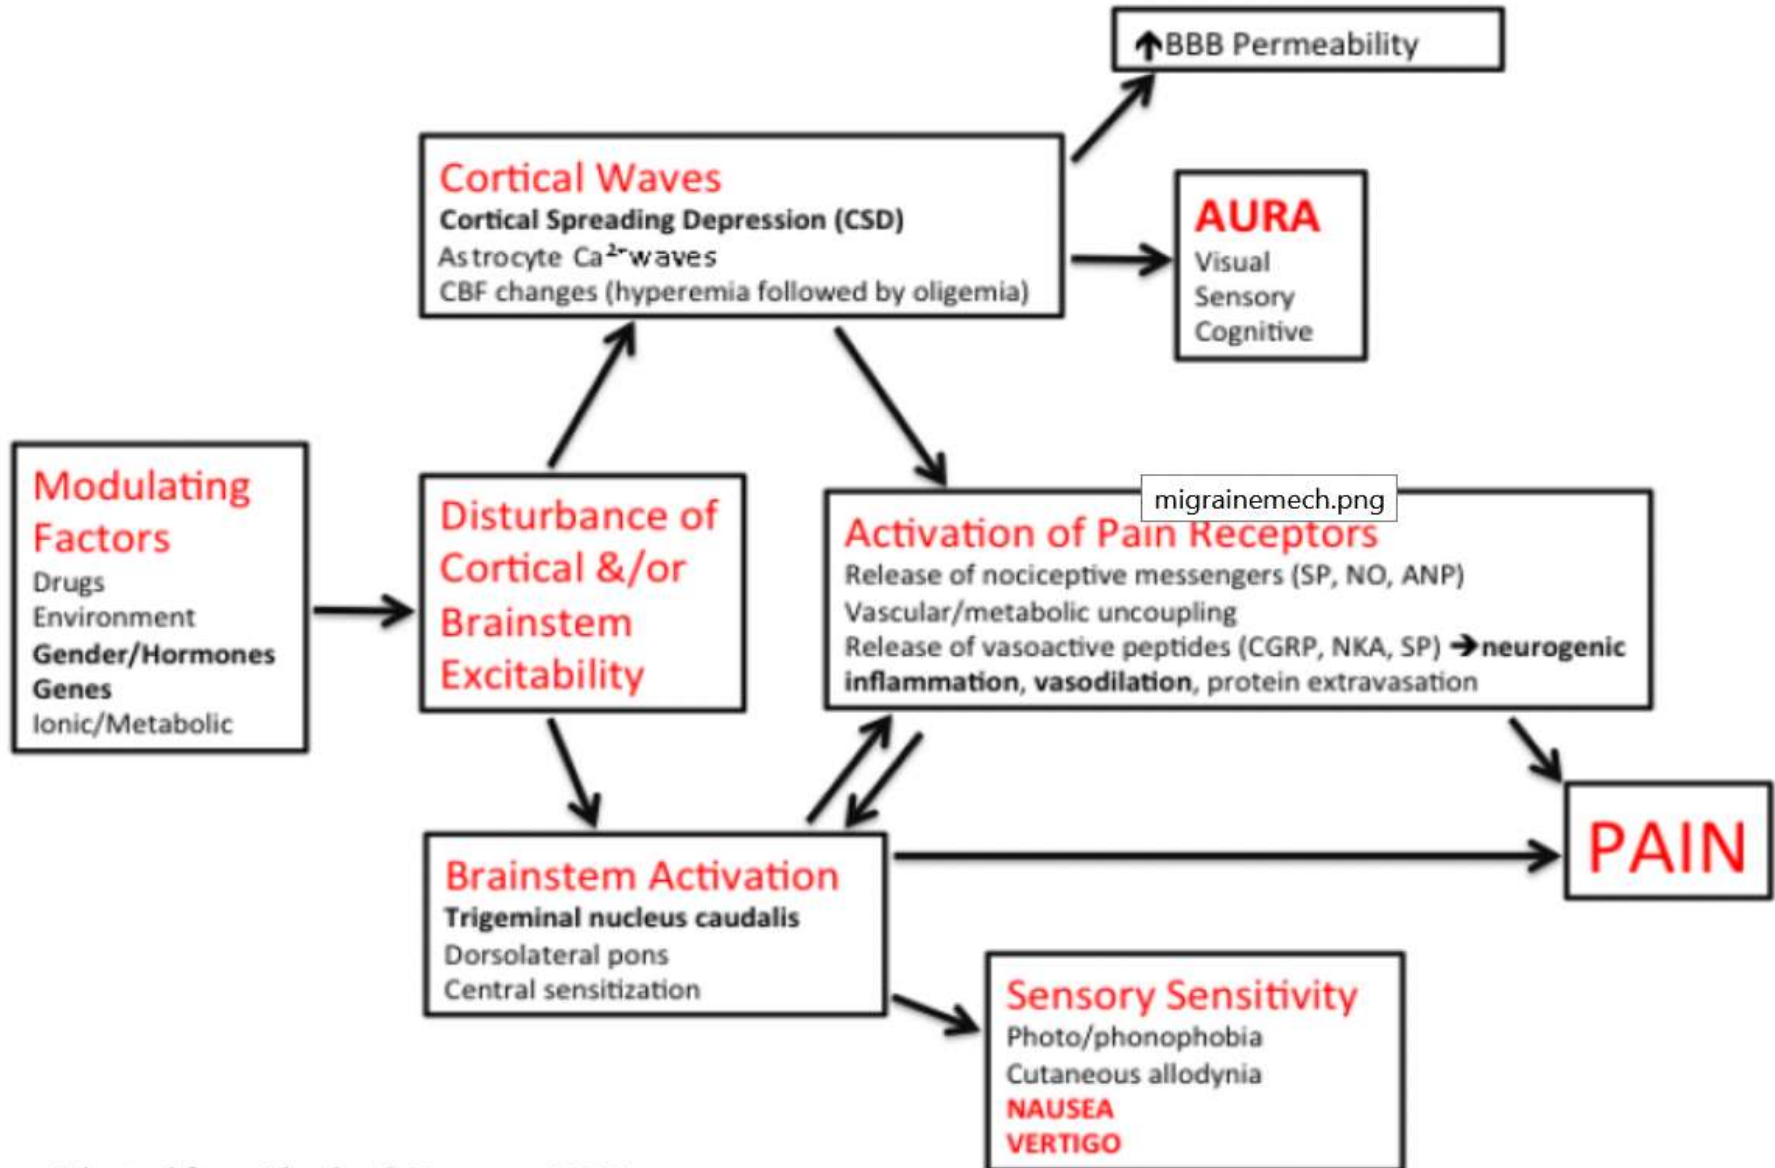 ↑BBB Permeability
Cortical Waves
Cortical Spreading Depression (CSD)
Astrocyte Ca²⁻waves
CBF changes (hyperemia followed by oligemia)
AURA
Visual
Sensory
Cognitive
Modulating
Factors
Drugs
Environment
Gender/Hormones
Genes
Ionic/Metabolic
Disturbance of
Cortical &/or
Brainstem
Excitability
migrainemech.png
Activation of Pain Receptors
Release of nociceptive messengers (SP, NO, ANP)
Vascular/metabolic uncoupling
Release of vasoactive peptides (CGRP, NKA, SP) →neurogenic
inflammation, vasodilation, protein extravasation
PAIN
Brainstem Activation
Trigeminal nucleus caudalis
Dorsolateral pons
Central sensitization
Sensory Sensitivity
Photo/phonophobia
Cutaneous allodynia
NAUSEA
VERTIGO